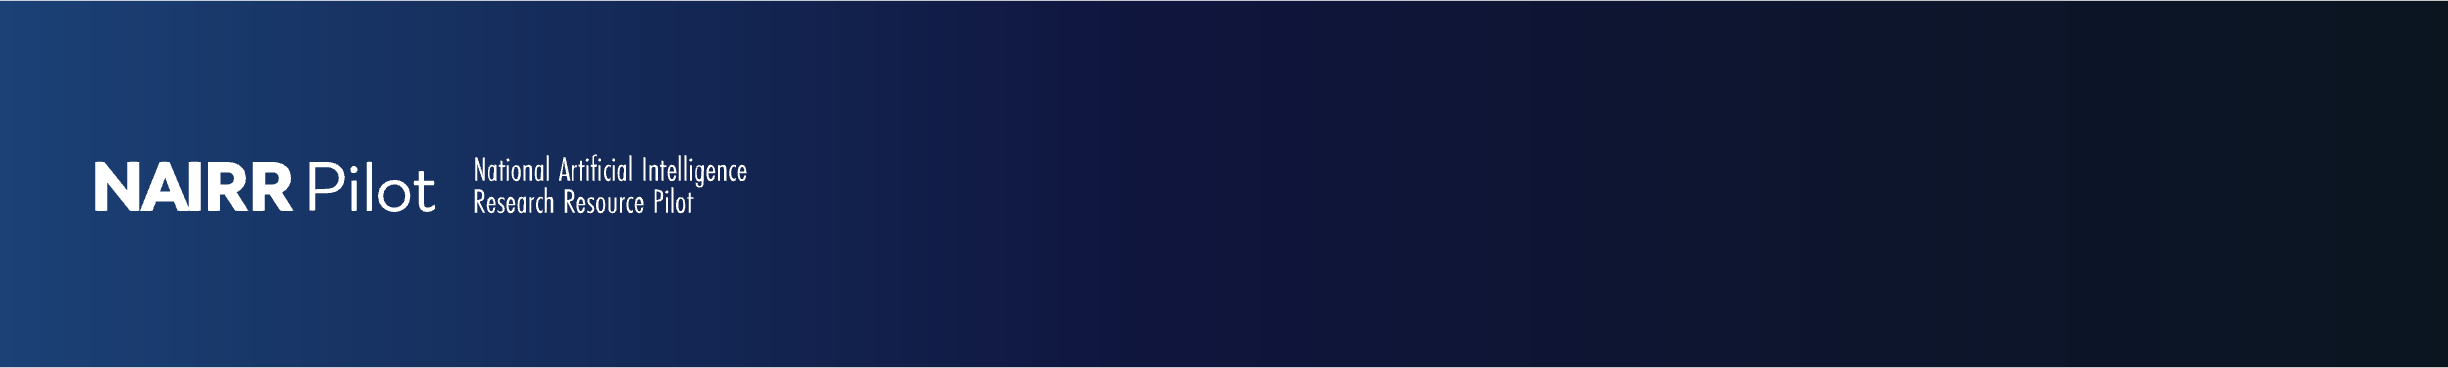 NAIRR Pilot
National Artificial Intelligence
Research Resource Pilot